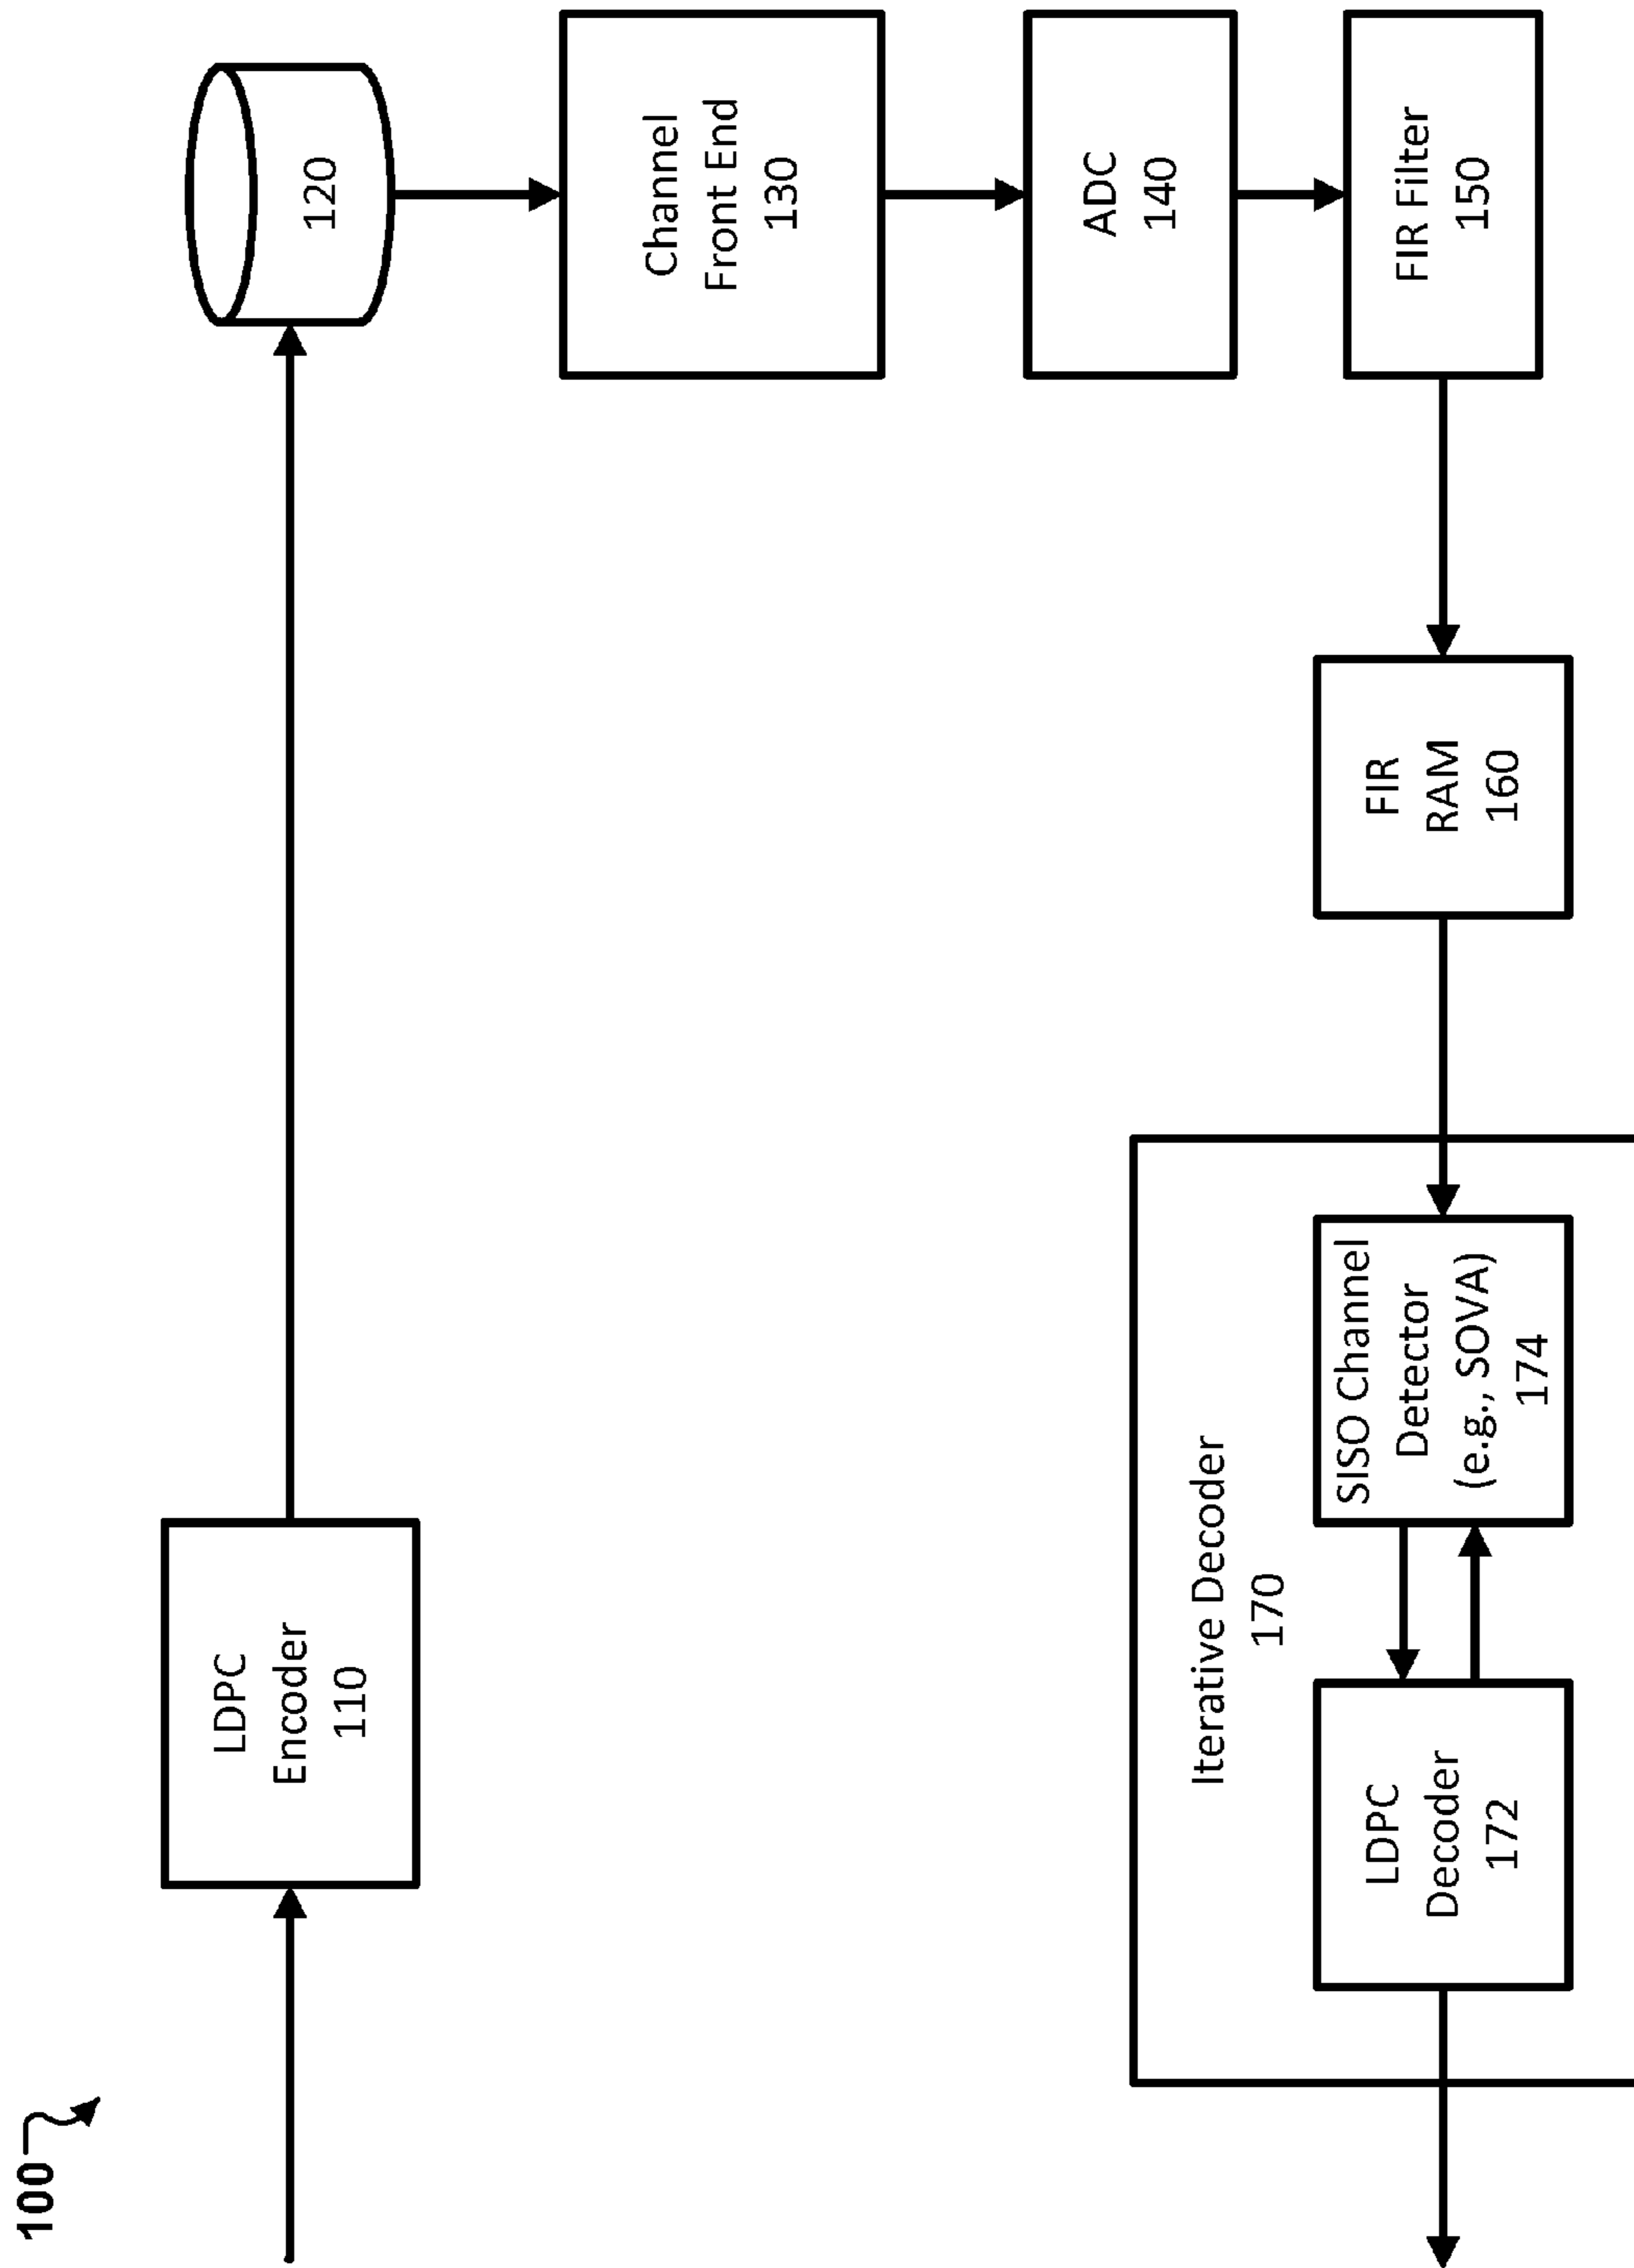 100
LDPC
Encoder
110
120
Channel
Front End
130
ADC
140
FIR Filter
150
FIR
RAM
160
Iterative Decoder
170
SISO Channel
Detector
(e.g., SOVA)
174
LDPC
Decoder
172